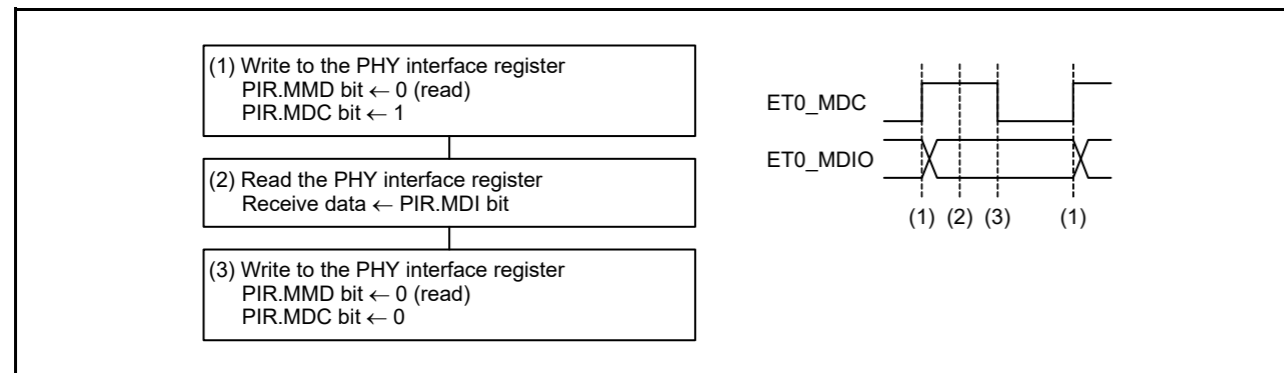 (1) Write to the PHY interface register
PIR.MMD bit ← 0 (read)
PIR.MDC bit ← 1
(2) Read the PHY interface register
Receive data ← PIR.MDI bit
(3) Write to the PHY interface register
PIR.MMD bit ← 0 (read)
PIR.MDC bit ← 0
ET0_MDC
ET0_MDIO
(1) (2) (3) (1)